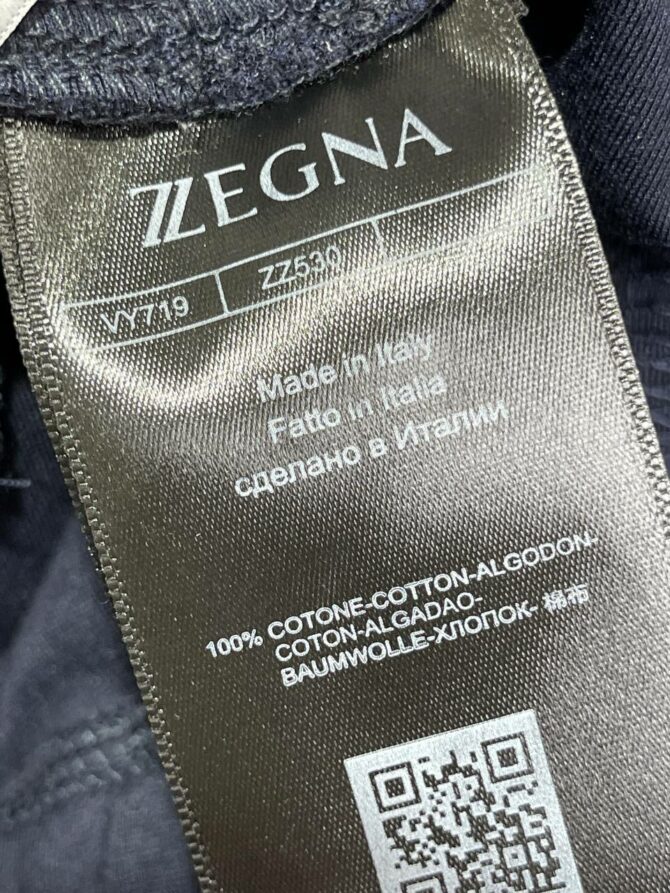 ZZEGNA
VY719 ZZ530
Made in Italy
Fatto in Italia
сделано в Италии
100% COTONE-COTTON-ALGODON-
COTON-ALGADAO-
BAUMWOLLE-ХЛОПОК- 棉布